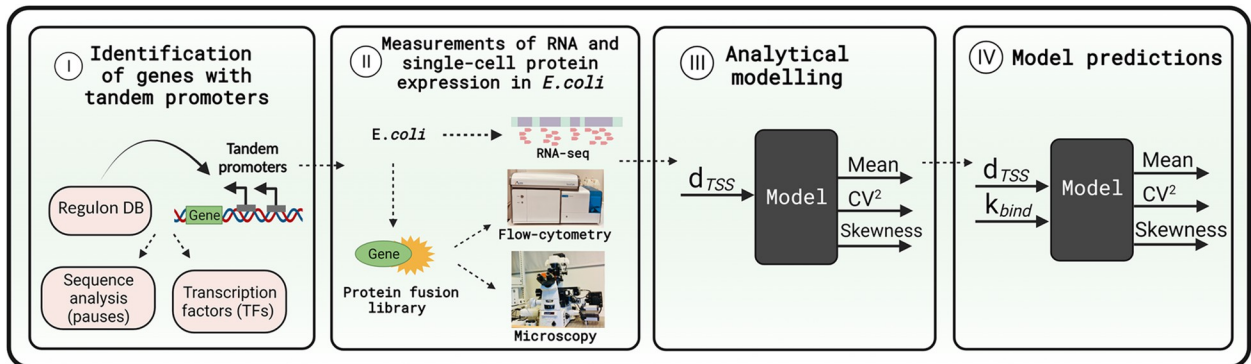 I
Identification
of genes with
tandem promoters
Tandem
promoters
Regulon DB
Gene
Sequence
analysis
(pauses)
Transcription
factors (TFs)
II
Measurements of RNA and
single-cell protein
expression in E.coli
E.coli
RNA-seq
Flow-cytometry
Gene
Protein fusion
library
Microscopy
III
Analytical
modelling
dTSS
Model
Mean
CV²
Skewness
IV
Model predictions
dTSS
kbind
Model
Mean
CV²
Skewness